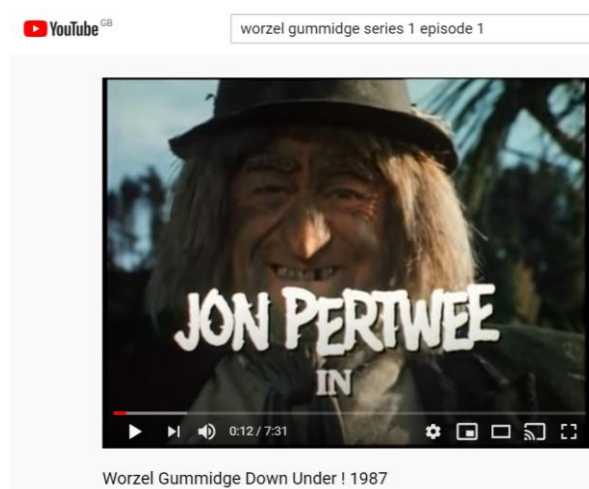 YouTube GB
worzel gummidge series 1 episode 1
JON PERTWEE
IN
0:12 / 7:31
Worzel Gummidge Down Under ! 1987